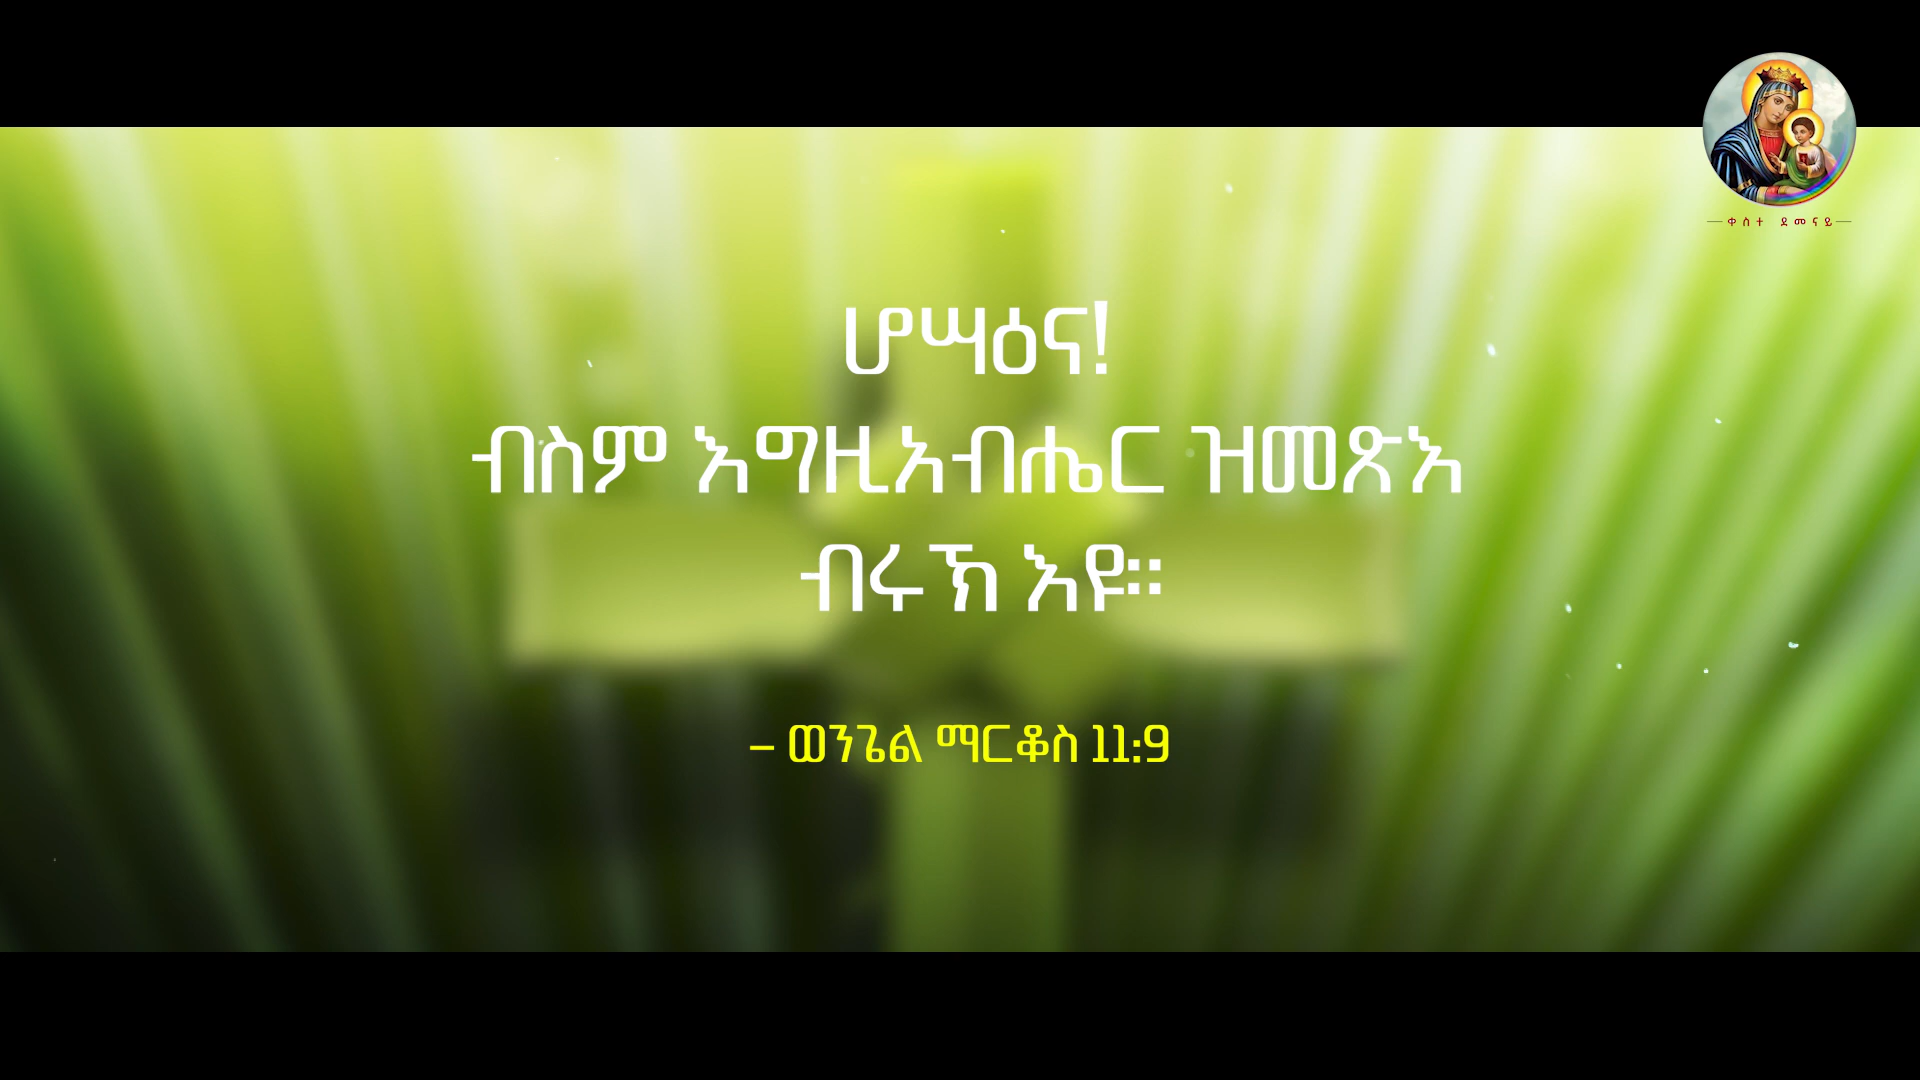 ቀስተ ደመናይ
ሆሣዕና!
ብስም እግዚአብሔር ዝመጽእ
ብሩኽ እዩ።
– ወንጌል ማርቆስ 11:9